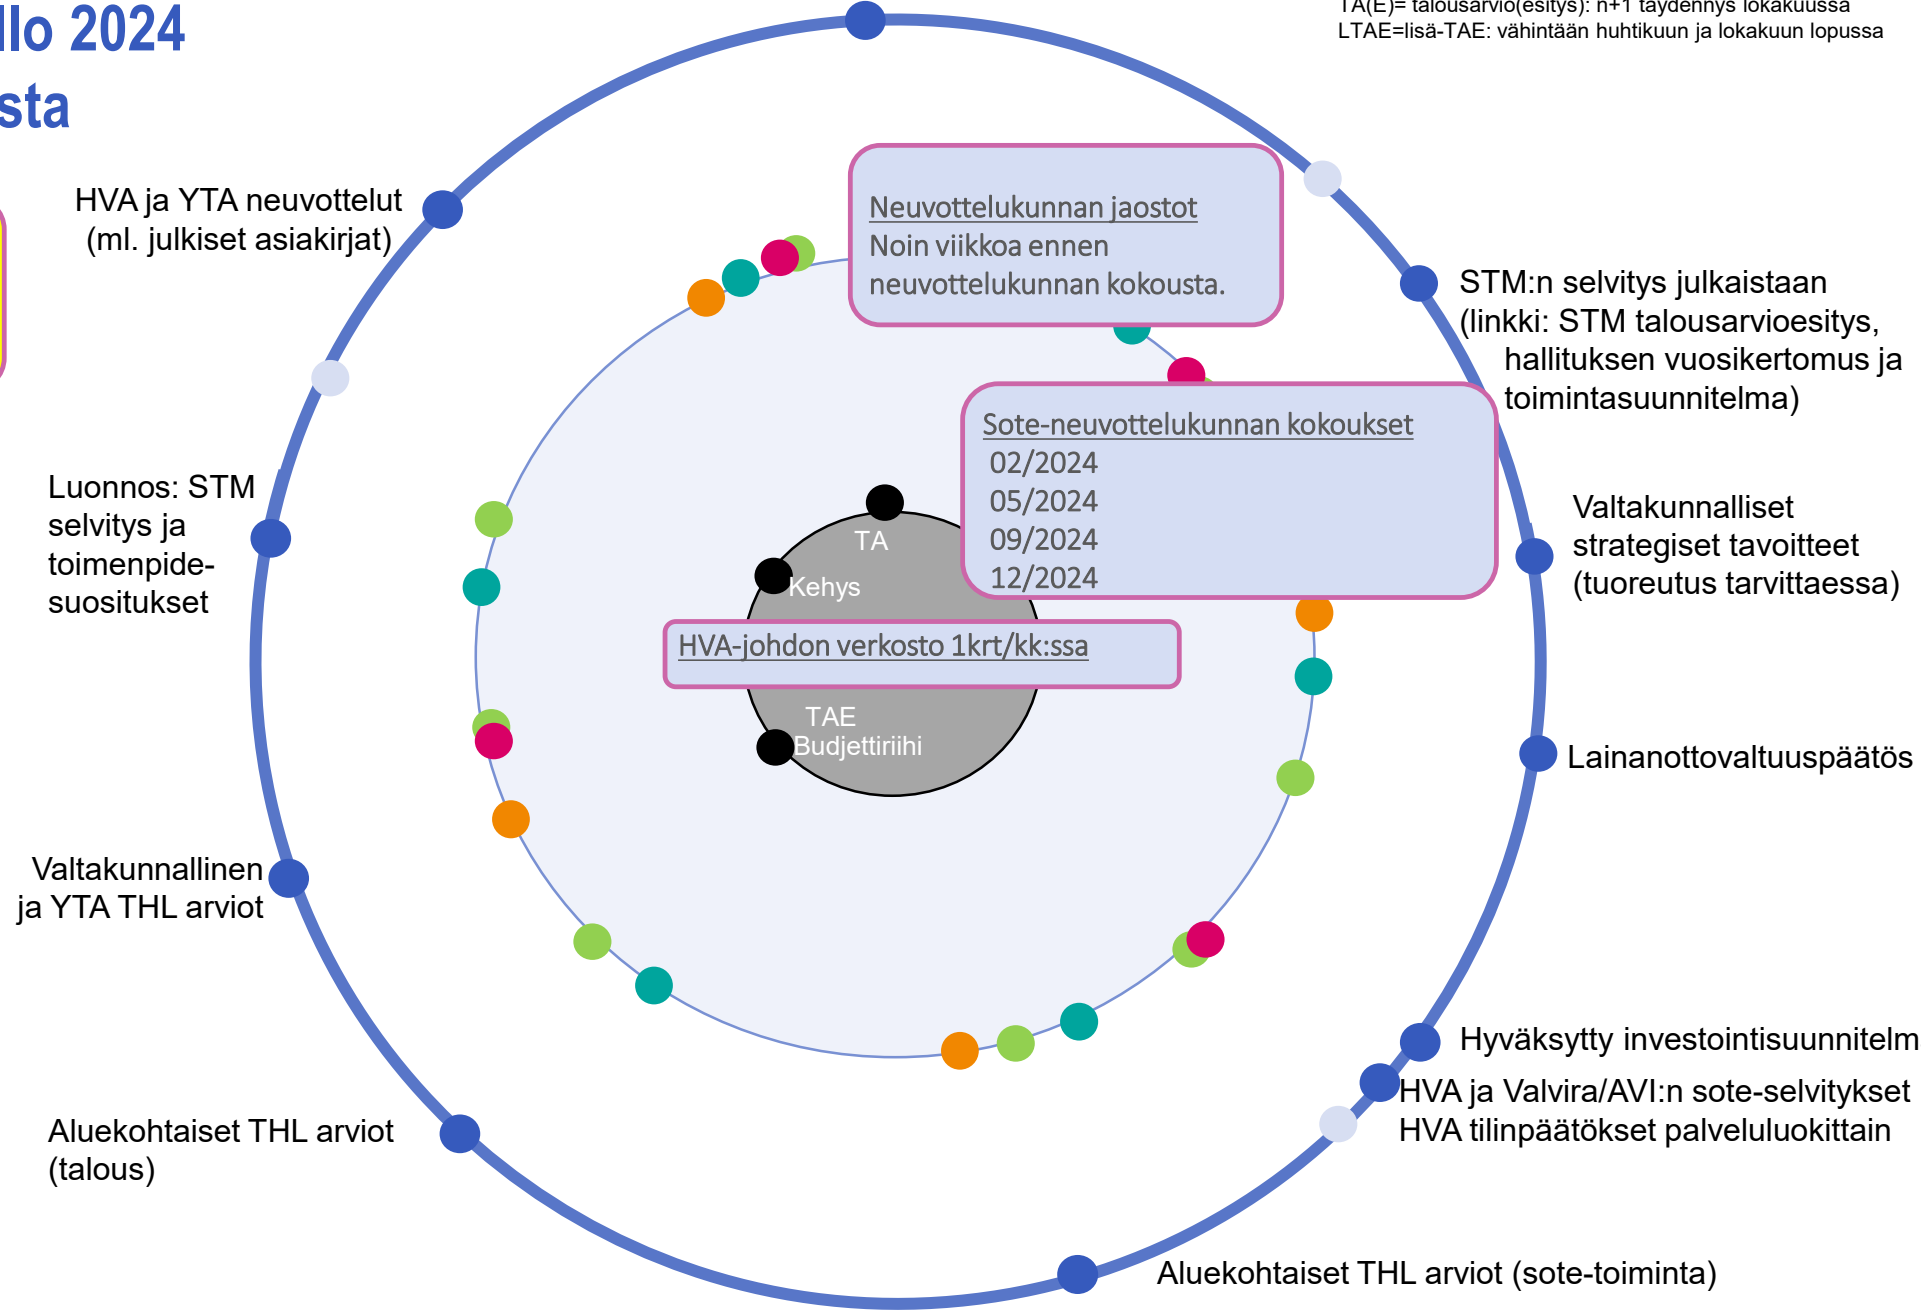 llo 2024
sta
TA(E)= talousarvio(esitys): n+1 täydennys lokakuussa
LTAE=lisä-TAE: vähintään huhtikuun ja lokakuun lopussa
HVA ja YTA neuvottelut
(ml. julkiset asiakirjat)
Neuvottelukunnan jaostot
Noin viikkoa ennen
neuvottelukunnan kokousta.
STM:n selvitys julkaistaan
(linkki: STM talousarvioesitys,
hallituksen vuosikertomus ja
toimintasuunnitelma)
Sote-neuvottelukunnan kokoukset
02/2024
05/2024
09/2024
12/2024
Luonnos: STM
selvitys ja
toimenpide-
suositukset
Valtakunnalliset
strategiset tavoitteet
(tuoreutus tarvittaessa)
TA
Kehys
HVA-johdon verkosto 1krt/kk:ssa
TAE
Budjettiriihi
Lainanottovaltuuspäätös
Valtakunnallinen
ja YTA THL arviot
Hyväksytty investointisuunnitelm
HVA ja Valvira/AVI:n sote-selvitykset
HVA tilinpäätökset palveluluokittain
Aluekohtaiset THL arviot
(talous)
Aluekohtaiset THL arviot (sote-toiminta)